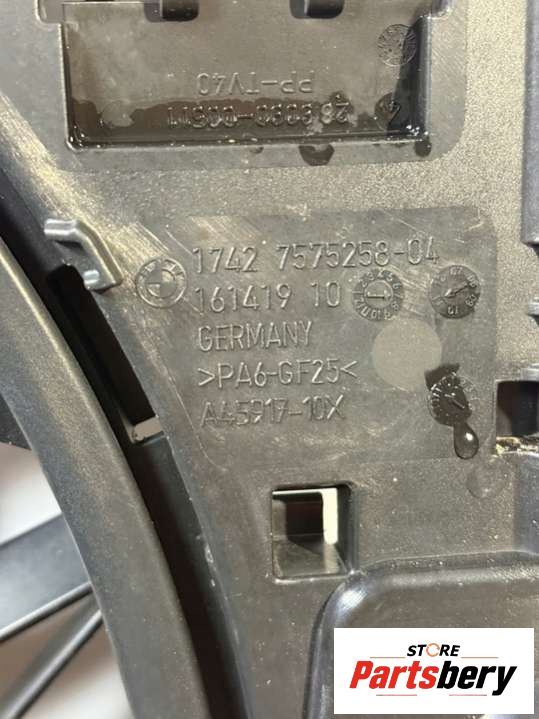 PP-TV40
1742 7575258-04
161419 10
GERMANY
>PA6-GF25<
A45917-10X
STORE
Partsbery